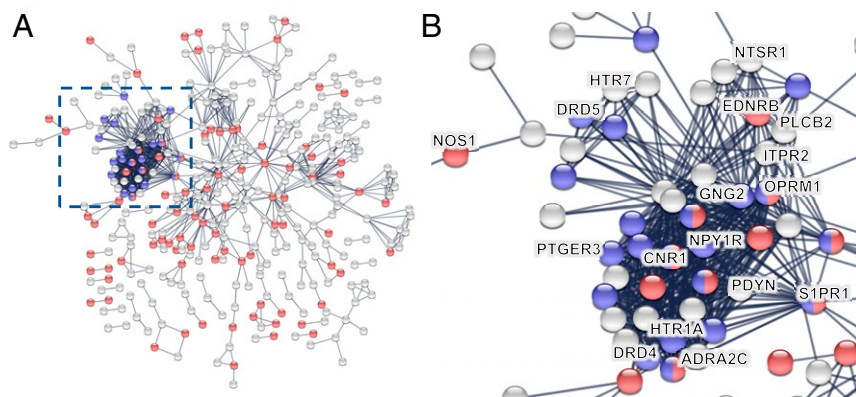 A
B
NTSR1
HTR7
EDNRB
DRD5
PLCB2
NOS1
ITPR2
GNG2
OPRM1
NPY1R
PTGER3
CNR1
PDYN
S1PR1
HTR1A
DRD4
ADRA2C